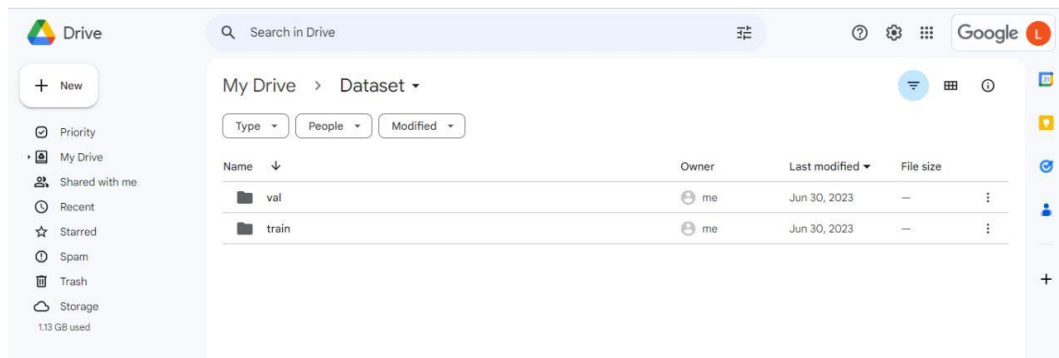 Drive
Search in Drive
Google L
New
My Drive > Dataset
31
Type People Modified
Priority
My Drive
Name Owner Last modified File size
Shared with me
val me Jun 30, 2023 —
Recent
Starred
train me Jun 30, 2023 —
Spam
Trash
Storage
1.13 GB used